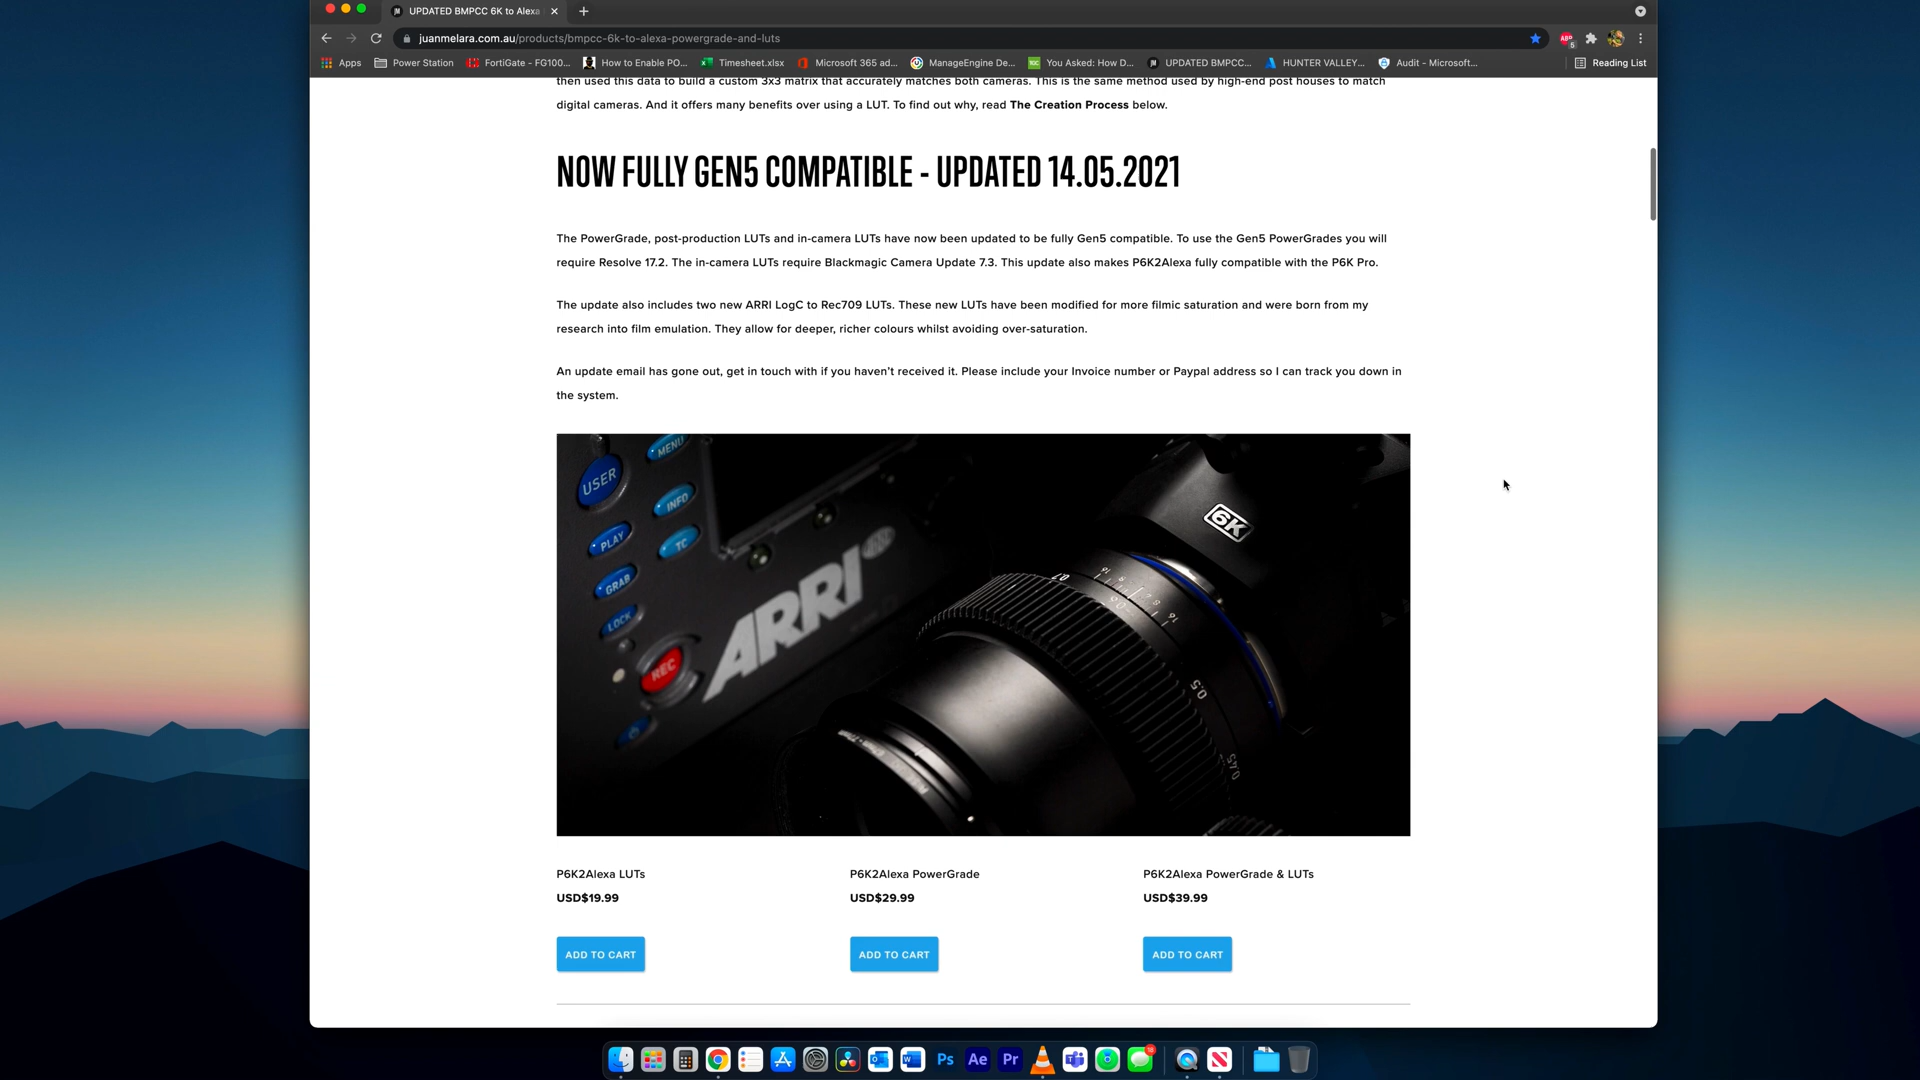 UPDATED BMPCC 6K to Alexa
juanmelara.com.au/products/bmpcc-6k-to-alexa-powergrade-and-luts
ABP
5
Apps
Power Station
FortiGate - FG100...
How to Enable PO...
Timesheet.xlsx
Microsoft 365 ad...
ManageEngine De...
You Asked: How D...
UPDATED BMPCC...
HUNTER VALLEY...
Audit - Microsoft...
Reading List
then used this data to build a custom 3x3 matrix that accurately matches both cameras. This is the same method used by high-end post houses to match
digital cameras. And it offers many benefits over using a LUT. To find out why, read The Creation Process below.
NOW FULLY GEN5 COMPATIBLE - UPDATED 14.05.2021
The PowerGrade, post-production LUTs and in-camera LUTs have now been updated to be fully Gen5 compatible. To use the Gen5 PowerGrades you will
require Resolve 17.2. The in-camera LUTs require Blackmagic Camera Update 7.3. This update also makes P6K2Alexa fully compatible with the P6K Pro.
The update also includes two new ARRI LogC to Rec709 LUTs. These new LUTs have been modified for more filmic saturation and were born from my
research into film emulation. They allow for deeper, richer colours whilst avoiding over-saturation.
An update email has gone out, get in touch with if you haven't received it. Please include your Invoice number or Paypal address so I can track you down in
the system.
MENU
USER
INFO
PLAY
TC
GRAB
LOCK
REC
ARRI
6K
0.7
0.5
0.45
P6K2Alexa LUTs
USD$19.99
ADD TO CART
P6K2Alexa PowerGrade
USD$29.99
ADD TO CART
P6K2Alexa PowerGrade & LUTs
USD$39.99
ADD TO CART
Ps
Ae
Pr